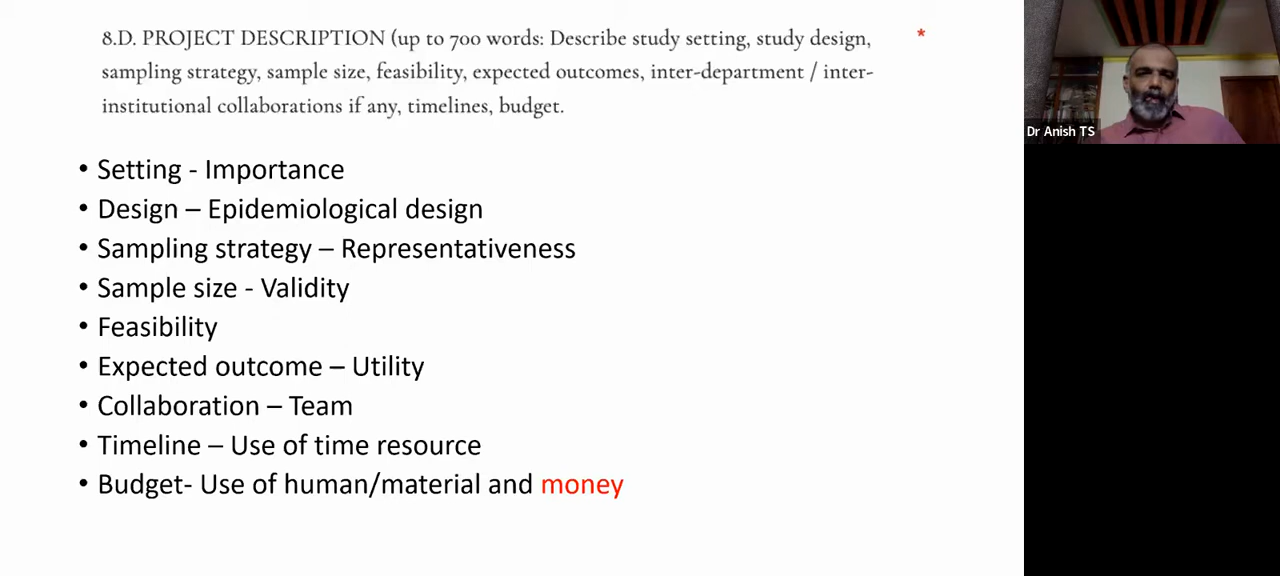 8.D. PROJECT DESCRIPTION (up to 700 words: Describe study setting, study design, *
sampling strategy, sample size, feasibility, expected outcomes, inter-department / inter-
institutional collaborations if any, timelines, budget.
• Setting - Importance
• Design – Epidemiological design
• Sampling strategy – Representativeness
• Sample size - Validity
• Feasibility
• Expected outcome – Utility
• Collaboration – Team
• Timeline – Use of time resource
• Budget- Use of human/material and money
Dr Anish TS